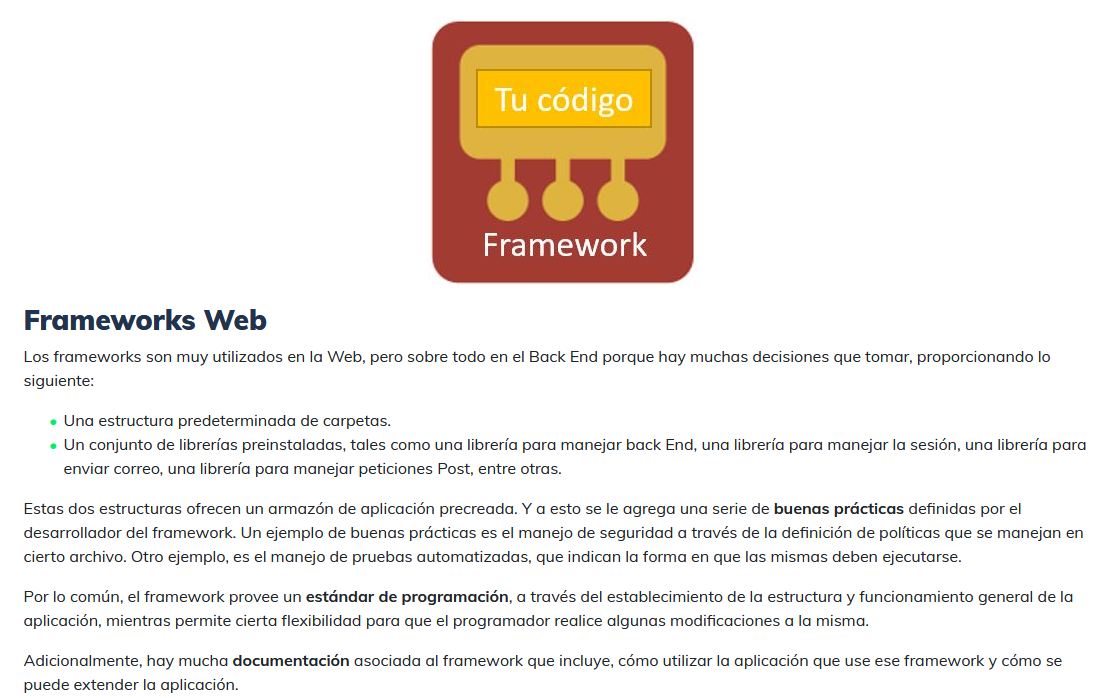 Tu código
Framework
Frameworks Web
Los frameworks son muy utilizados en la Web, pero sobre todo en el Back End porque hay muchas decisiones que tomar, proporcionando lo
siguiente:
Una estructura predeterminada de carpetas.
Un conjunto de librerías preinstaladas, tales como una librería para manejar back End, una librería para manejar la sesión, una librería para
enviar correo, una librería para manejar peticiones Post, entre otras.
Estas dos estructuras ofrecen un armazón de aplicación precreada. Y a esto se le agrega una serie de buenas prácticas definidas por el
desarrollador del framework. Un ejemplo de buenas prácticas es el manejo de seguridad a través de la definición de políticas que se manejan en
cierto archivo. Otro ejemplo, es el manejo de pruebas automatizadas, que indican la forma en que las mismas deben ejecutarse.
Por lo común, el framework provee un estándar de programación, a través del establecimiento de la estructura y funcionamiento general de la
aplicación, mientras permite cierta flexibilidad para que el programador realice algunas modificaciones a la misma.
Adicionalmente, hay mucha documentación asociada al framework que incluye, cómo utilizar la aplicación que use ese framework y cómo se
puede extender la aplicación.